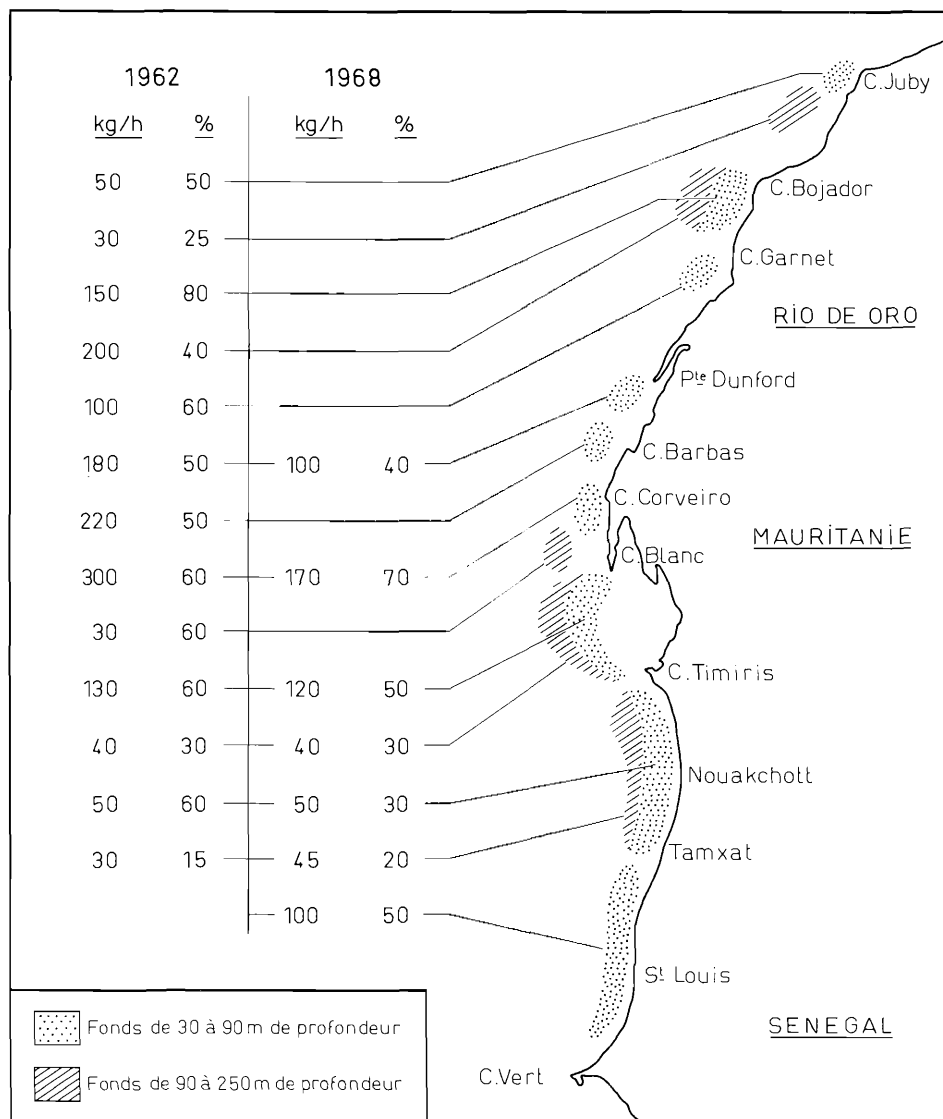 1962 1968
kg/h % kg/h %
50 50
30 25
150 80
200 40
100 60
180 50 100 40
220 50
300 60 170 70
30 60
130 60 120 50
40 30 40 30
50 60 50 30
30 15 45 20
100 50
C.Juby
C.Bojador
C.Garnet
RİO DE ORO
Pte Dunford
C.Barbas
C.Corveiro
MAURİTANİE
C.Blanc
C.Timiris
Nouakchott
Tamxat
St Louis
SENEGAL
C.Vert
Fonds de 30 à 90m de profondeur
Fonds de 90 à 250m de profondeur